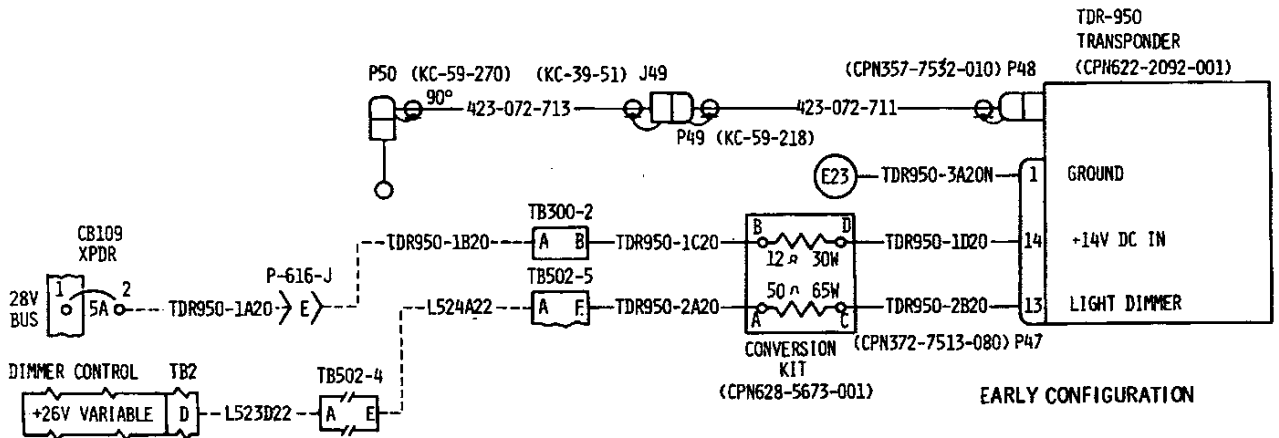 TDR-950
TRANSPONDER
(CPN622-2092-001)
P50 (KC-59-270)
(KC-39-51) J49
(CPN357-7532-010) P48
90°
423-072-713
423-072-711
P49 (KC-59-218)
E23
TDR950-3A20N
1
GROUND
TB300-2
CB109
XPDR
TDR950-1B20
A B
TDR950-1C20
B
D
12Ω 30W
TDR950-1D20
14
+14V DC IN
P-616-J
TB502-5
28V
BUS
1
5A
2
TDR950-1A20
E
L524A22
A F
TDR950-2A20
50Ω 65W
A
C
TDR950-2B20
13
LIGHT DIMMER
CONVERSION
KIT
(CPN628-5673-001)
(CPN372-7513-080) P47
DIMMER CONTROL
TB2
TB502-4
+26V VARIABLE
D
L523D22
A E
EARLY CONFIGURATION